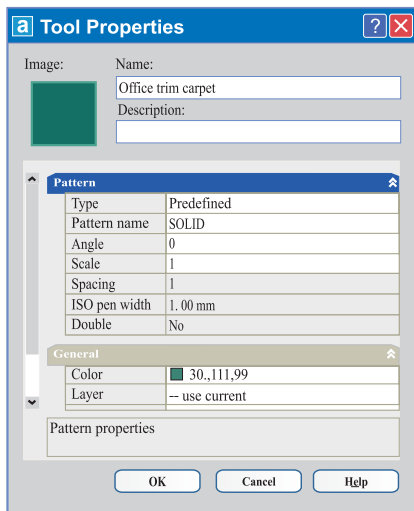 a Tool Properties ? X
Image: Name:
Office trim carpet
Description:
Pattern
Type Predefined
Pattern name SOLID
Angle 0
Scale 1
Spacing 1
ISO pen width 1. 00 mm
Double No
General
Color 30.,111,99
Layer -- use current
Pattern properties
OK Cancel Help